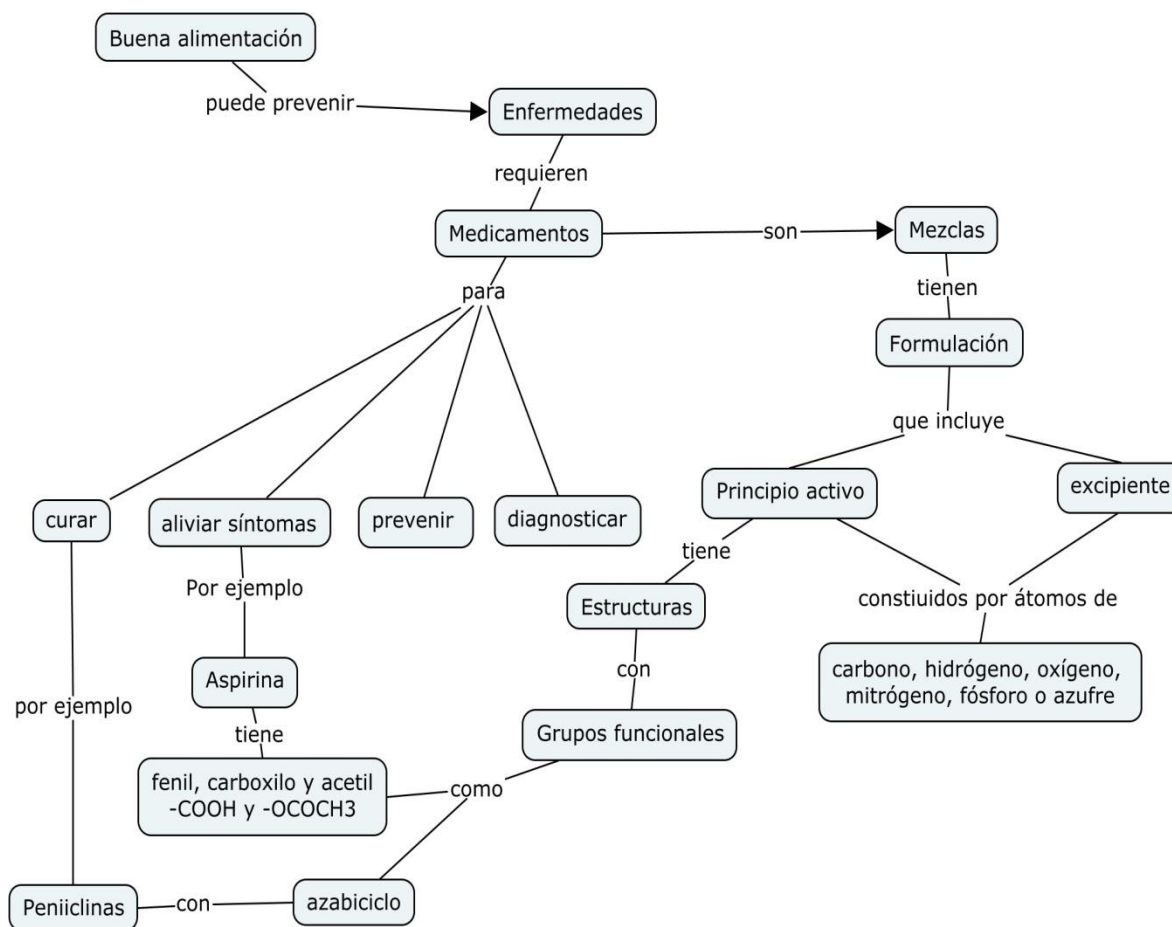 Buena alimentación
puede prevenir
Enfermedades
requieren
Medicamentos
son
Mezclas
para
tienen
Formulación
que incluye
curar
aliviar síntomas
prevenir
diagnosticar
Principio activo
excipiente
tiene
Por ejemplo
Estructuras
constiuidos por átomos de
con
carbono, hidrógeno, oxígeno,
mitrógeno, fósforo o azufre
Aspirina
por ejemplo
tiene
Grupos funcionales
fenil, carboxilo y acetil
-COOH y -OCOCH3
como
Peniiclinas
con
azabiciclo